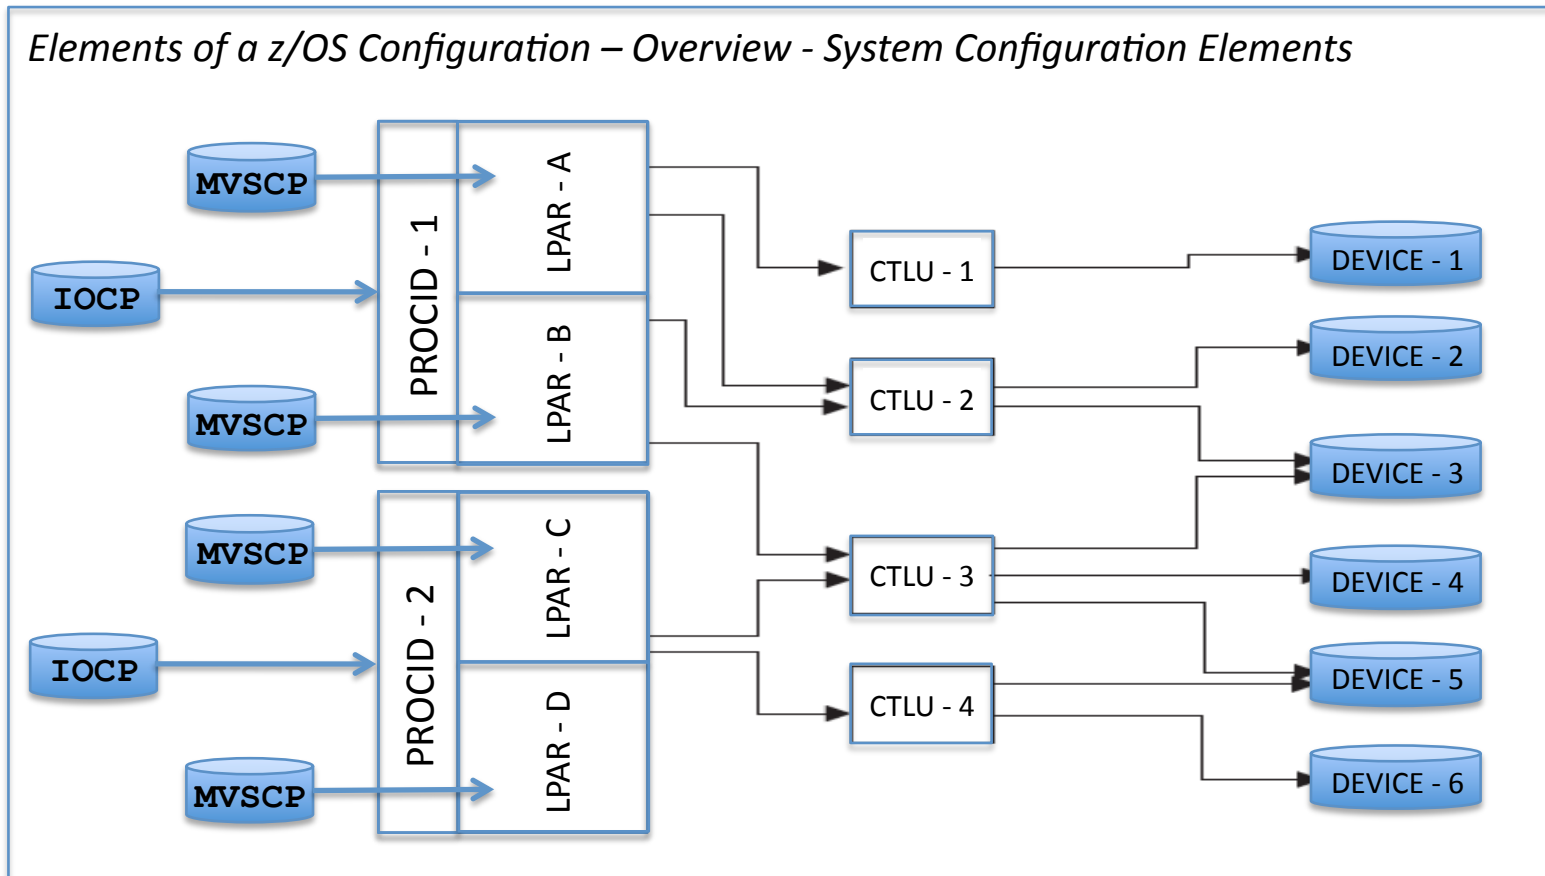 Elements of a z/OS Configuration – Overview - System Configuration Elements
MVSCP
IOCP
MVSCP
PROCID - 1
LPAR - A
LPAR - B
MVSCP
IOCP
MVSCP
PROCID - 2
LPAR - C
LPAR - D
CTLU - 1
CTLU - 2
CTLU - 3
CTLU - 4
DEVICE - 1
DEVICE - 2
DEVICE - 3
DEVICE - 4
DEVICE - 5
DEVICE - 6